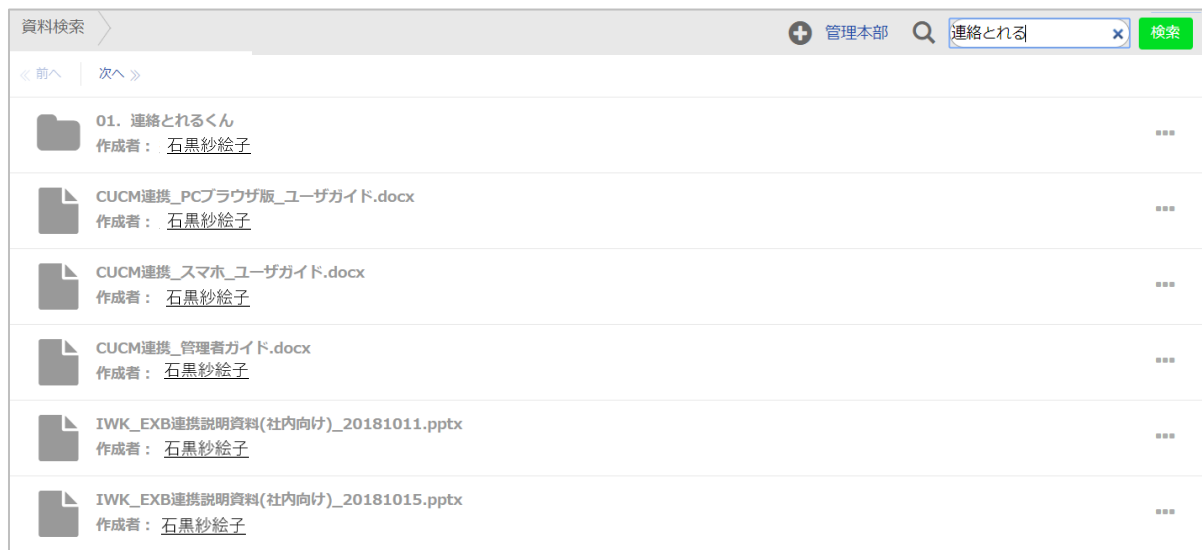 資料検索
管理本部 連絡とれる 検索
« 前へ 次へ »
01. 連絡とれるくん
作成者： 石黒紗絵子
CUCM連携_PCブラウザ版_ユーザガイド.docx
作成者： 石黒紗絵子
CUCM連携_スマホ_ユーザガイド.docx
作成者： 石黒紗絵子
CUCM連携_管理者ガイド.docx
作成者： 石黒紗絵子
IWK_EXB連携説明資料(社内向け)_20181011.pptx
作成者： 石黒紗絵子
IWK_EXB連携説明資料(社内向け)_20181015.pptx
作成者： 石黒紗絵子